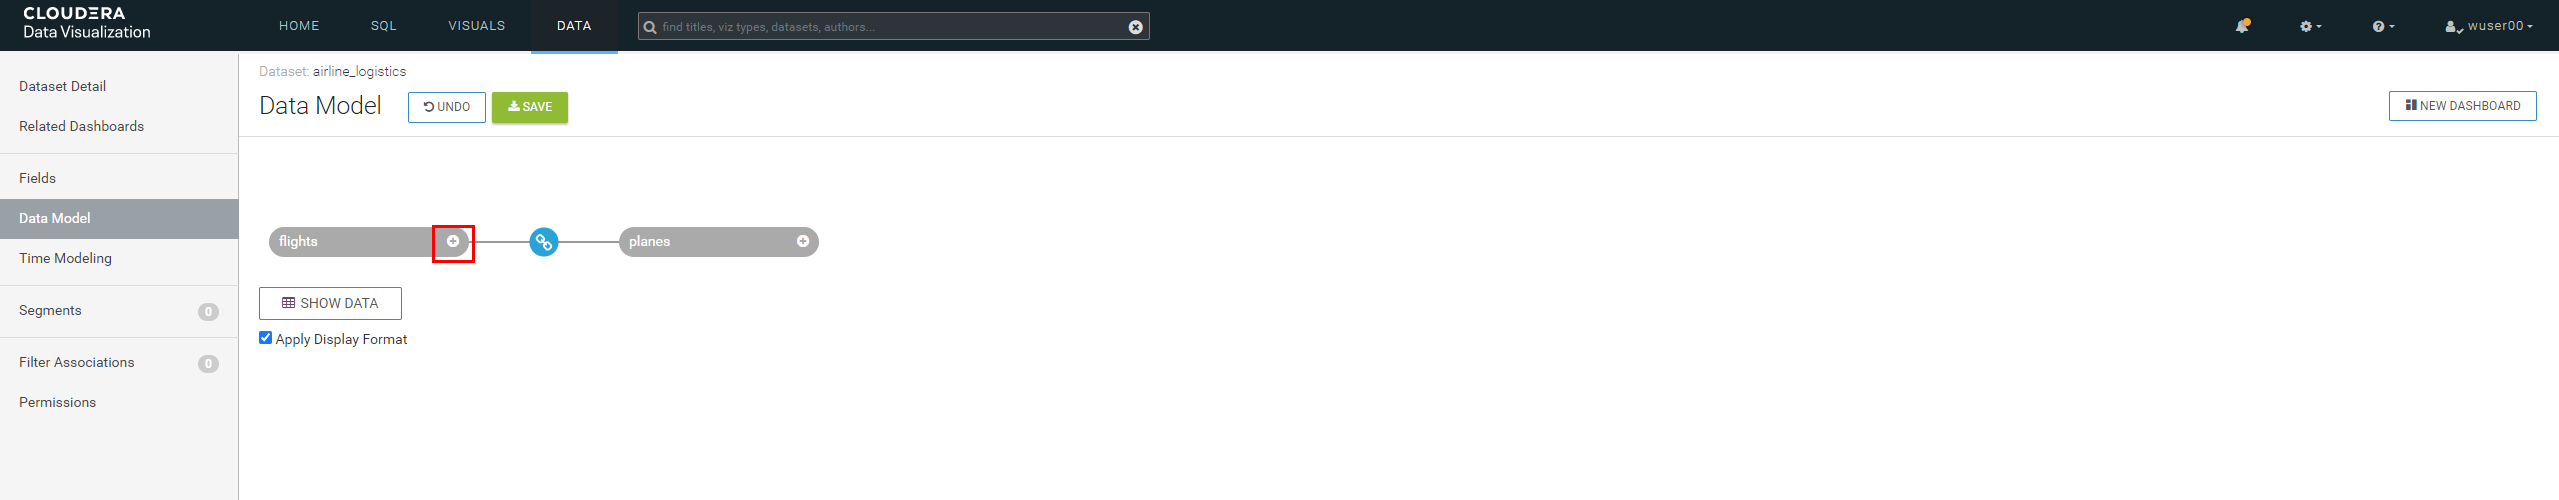 CLOUDERA
Data Visualization
HOME
SQL
VISUALS
DATA
find titles, viz types, datasets, authors...
wuser00
Dataset Detail
Related Dashboards
Fields
Data Model
Time Modeling
Segments 0
Filter Associations 0
Permissions
Dataset: airline_logistics
Data Model
UNDO
SAVE
NEW DASHBOARD
flights
planes
SHOW DATA
Apply Display Format